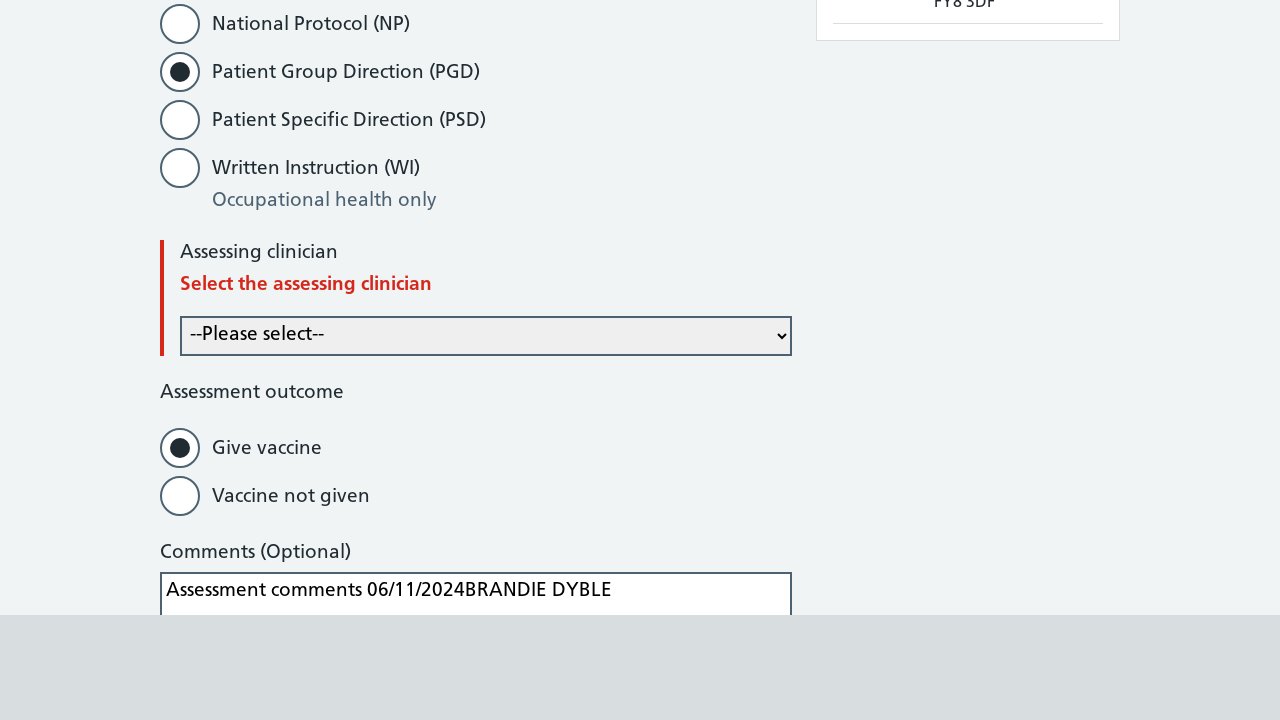 FY8 3DF
National Protocol (NP)
Patient Group Direction (PGD)
Patient Specific Direction (PSD)
Written Instruction (WI)
Occupational health only
Assessing clinician
Select the assessing clinician
--Please select--
Assessment outcome
Give vaccine
Vaccine not given
Comments (Optional)
Assessment comments 06/11/2024BRANDIE DYBLE